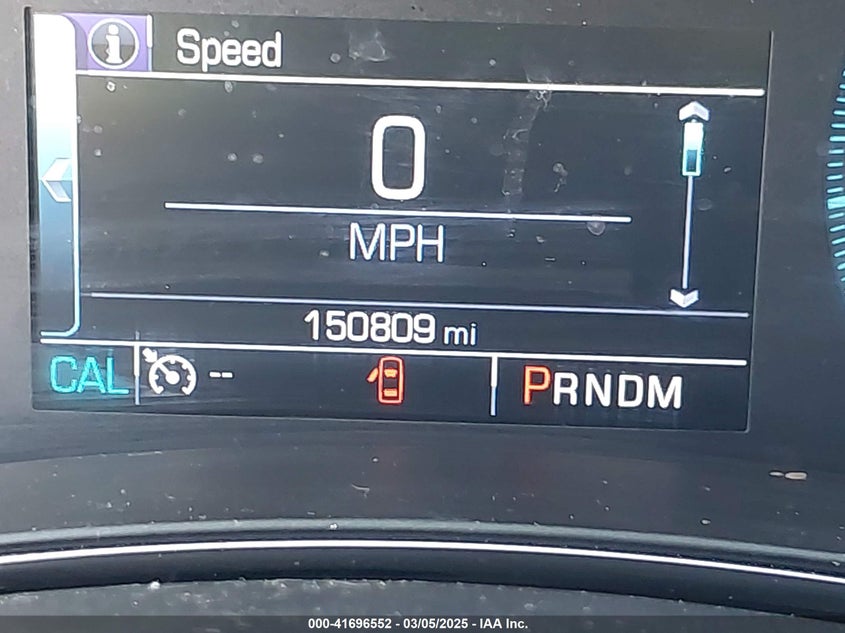 Speed
0
MPH
150809 mi
CAL -- PRNDM
000-41696552 - 03/05/2025 - IAA Inc.